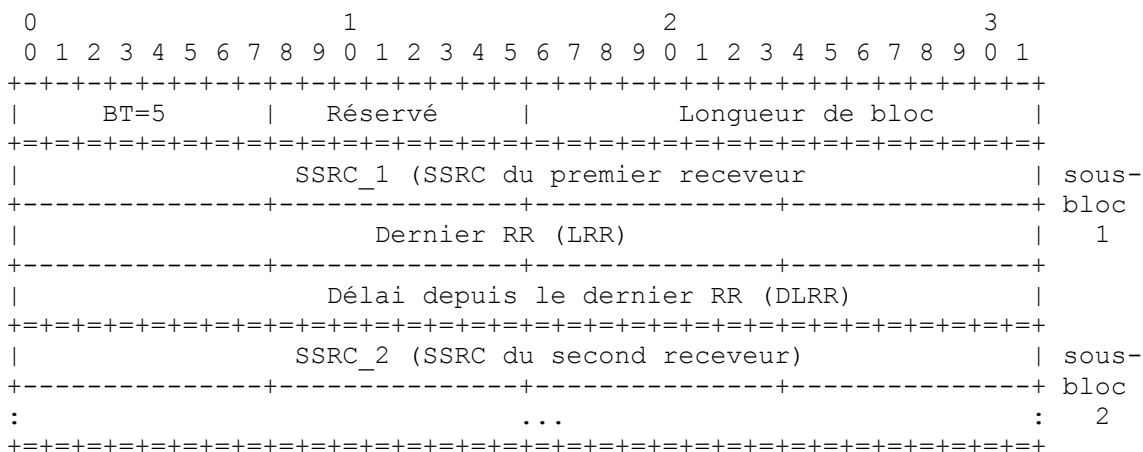 0                   1                   2                   3
 0 1 2 3 4 5 6 7 8 9 0 1 2 3 4 5 6 7 8 9 0 1 2 3 4 5 6 7 8 9 0 1
+-+-+-+-+-+-+-+-+-+-+-+-+-+-+-+-+-+-+-+-+-+-+-+-+-+-+-+-+-+-+-+-+
|     BT=5      |   Réservé     |         Longueur de bloc      |
+=+=+=+=+=+=+=+=+=+=+=+=+=+=+=+=+=+=+=+=+=+=+=+=+=+=+=+=+=+=+=+=+
|                 SSRC_1 (SSRC du premier receveur              | sous-
+---------------+---------------+---------------+---------------+ bloc
|                      Dernier RR (LRR)                         |   1
+---------------+---------------+---------------+---------------+
|                   Délai depuis le dernier RR (DLRR)           |
+=+=+=+=+=+=+=+=+=+=+=+=+=+=+=+=+=+=+=+=+=+=+=+=+=+=+=+=+=+=+=+=+
|                 SSRC_2 (SSRC du second receveur)              | sous-
+---------------+---------------+---------------+---------------+ bloc
:                               ...                             :   2
+=+=+=+=+=+=+=+=+=+=+=+=+=+=+=+=+=+=+=+=+=+=+=+=+=+=+=+=+=+=+=+=+